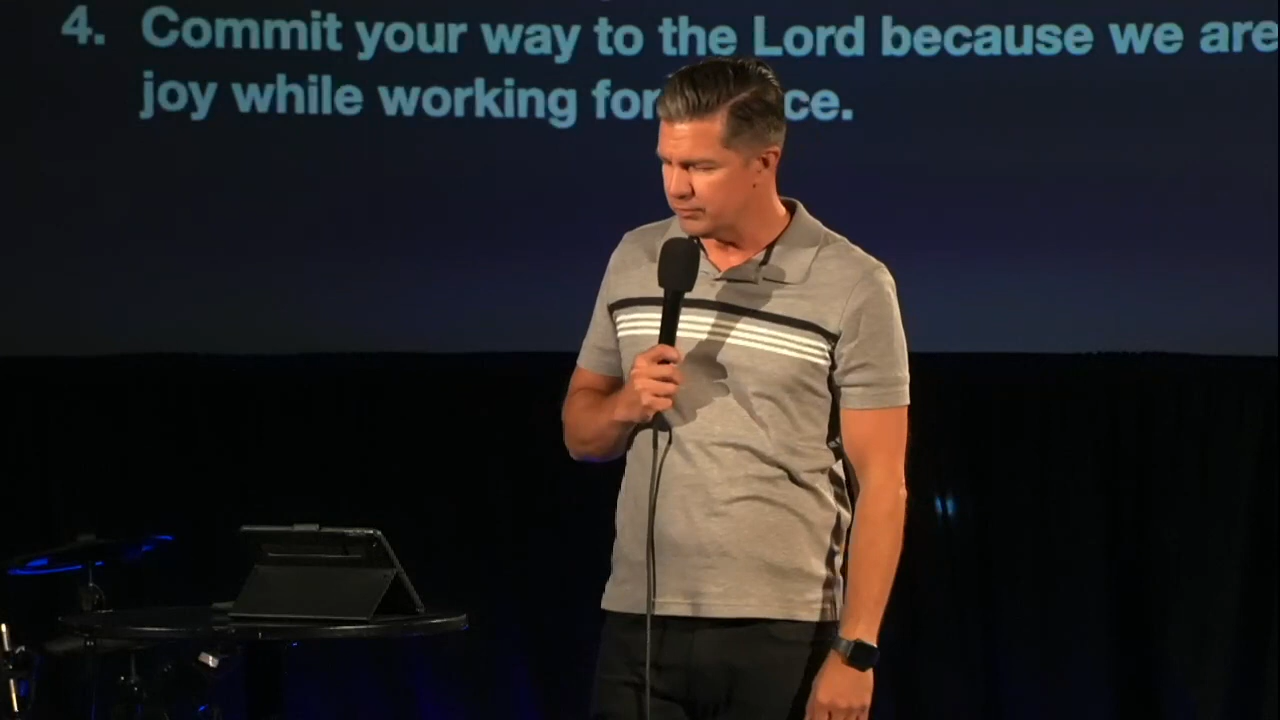 4. Commit your way to the Lord because we are
joy while working for ce.